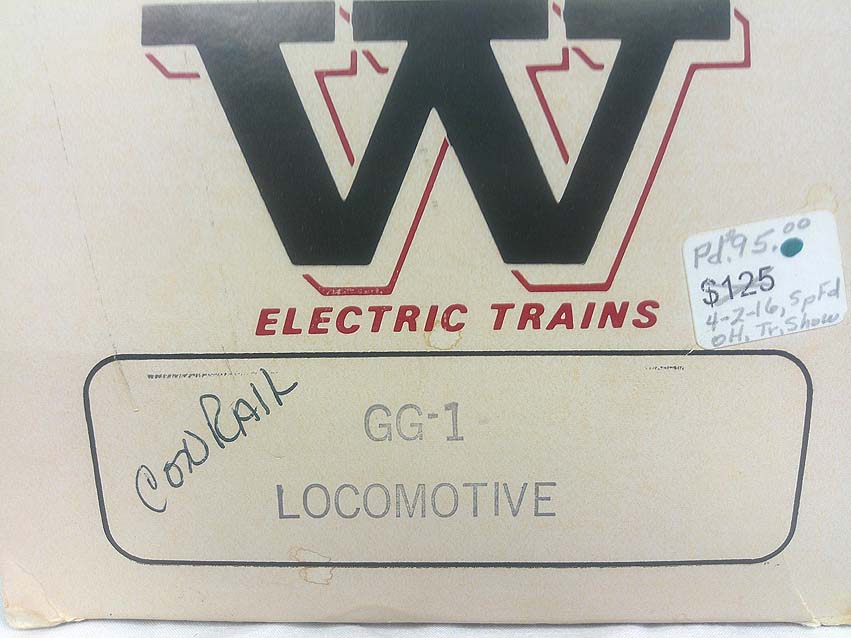 W
ELECTRIC TRAINS
Pd. $95.00
$125
4-2-16, SpFd
OH, Tr, Show
ConRAIL
GG-1
LOCOMOTIVE